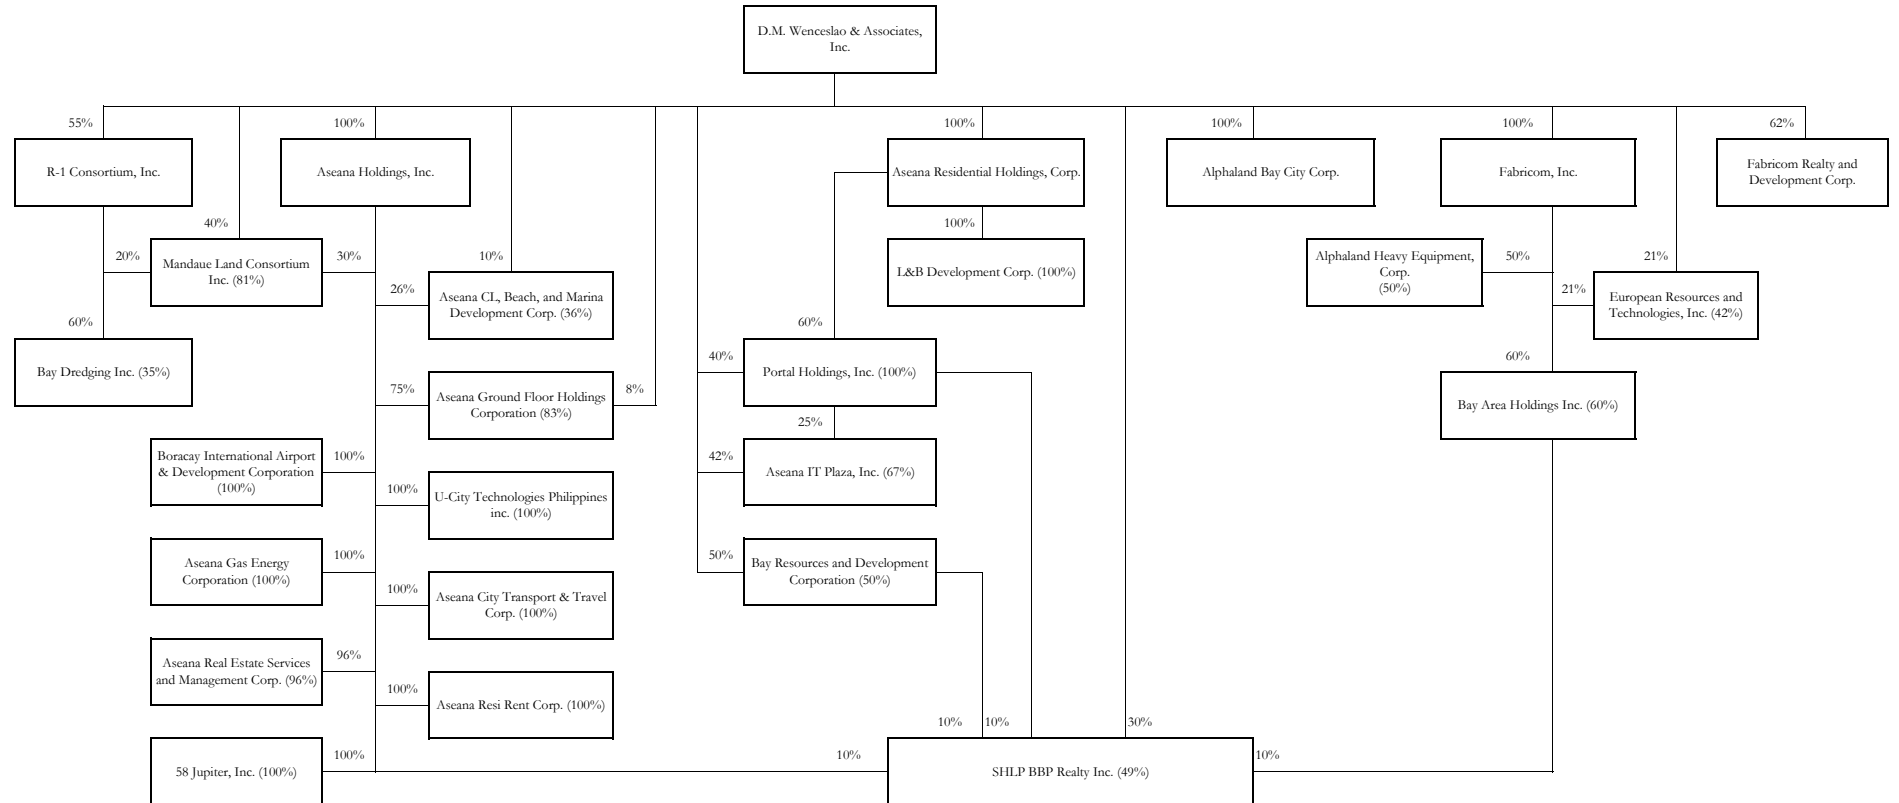 D.M. Wenceslao & Associates,
Inc.
55%
100%
100%
100%
100%
62%
R-1 Consortium, Inc.
Aseana Holdings, Inc.
Aseana Residential Holdings, Corp.
Alphaland Bay City Corp.
Fabricom, Inc.
Fabricom Realty and
Development Corp.
40%
100%
20%
Mandaue Land Consortium
Inc. (81%)
30%
10%
26%
Aseana CL, Beach, and Marina
Development Corp. (36%)
L&B Development Corp. (100%)
Alphaland Heavy Equipment,
Corp.
(50%)
50%
21%
21%
European Resources and
Technologies, Inc. (42%)
60%
60%
60%
Bay Dredging Inc. (35%)
40%
Portal Holdings, Inc. (100%)
75%
Aseana Ground Floor Holdings
Corporation (83%)
8%
Bay Area Holdings Inc. (60%)
25%
Boracay International Airport
& Development Corporation
(100%)
100%
42%
Aseana IT Plaza, Inc. (67%)
100%
U-City Technologies Philippines
inc. (100%)
Aseana Gas Energy
Corporation (100%)
100%
50%
Bay Resources and Development
Corporation (50%)
100%
Aseana City Transport & Travel
Corp. (100%)
Aseana Real Estate Services
and Management Corp. (96%)
96%
100%
Aseana Resi Rent Corp. (100%)
10%
10%
30%
58 Jupiter, Inc. (100%)
100%
10%
SHLP BBP Realty Inc. (49%)
10%